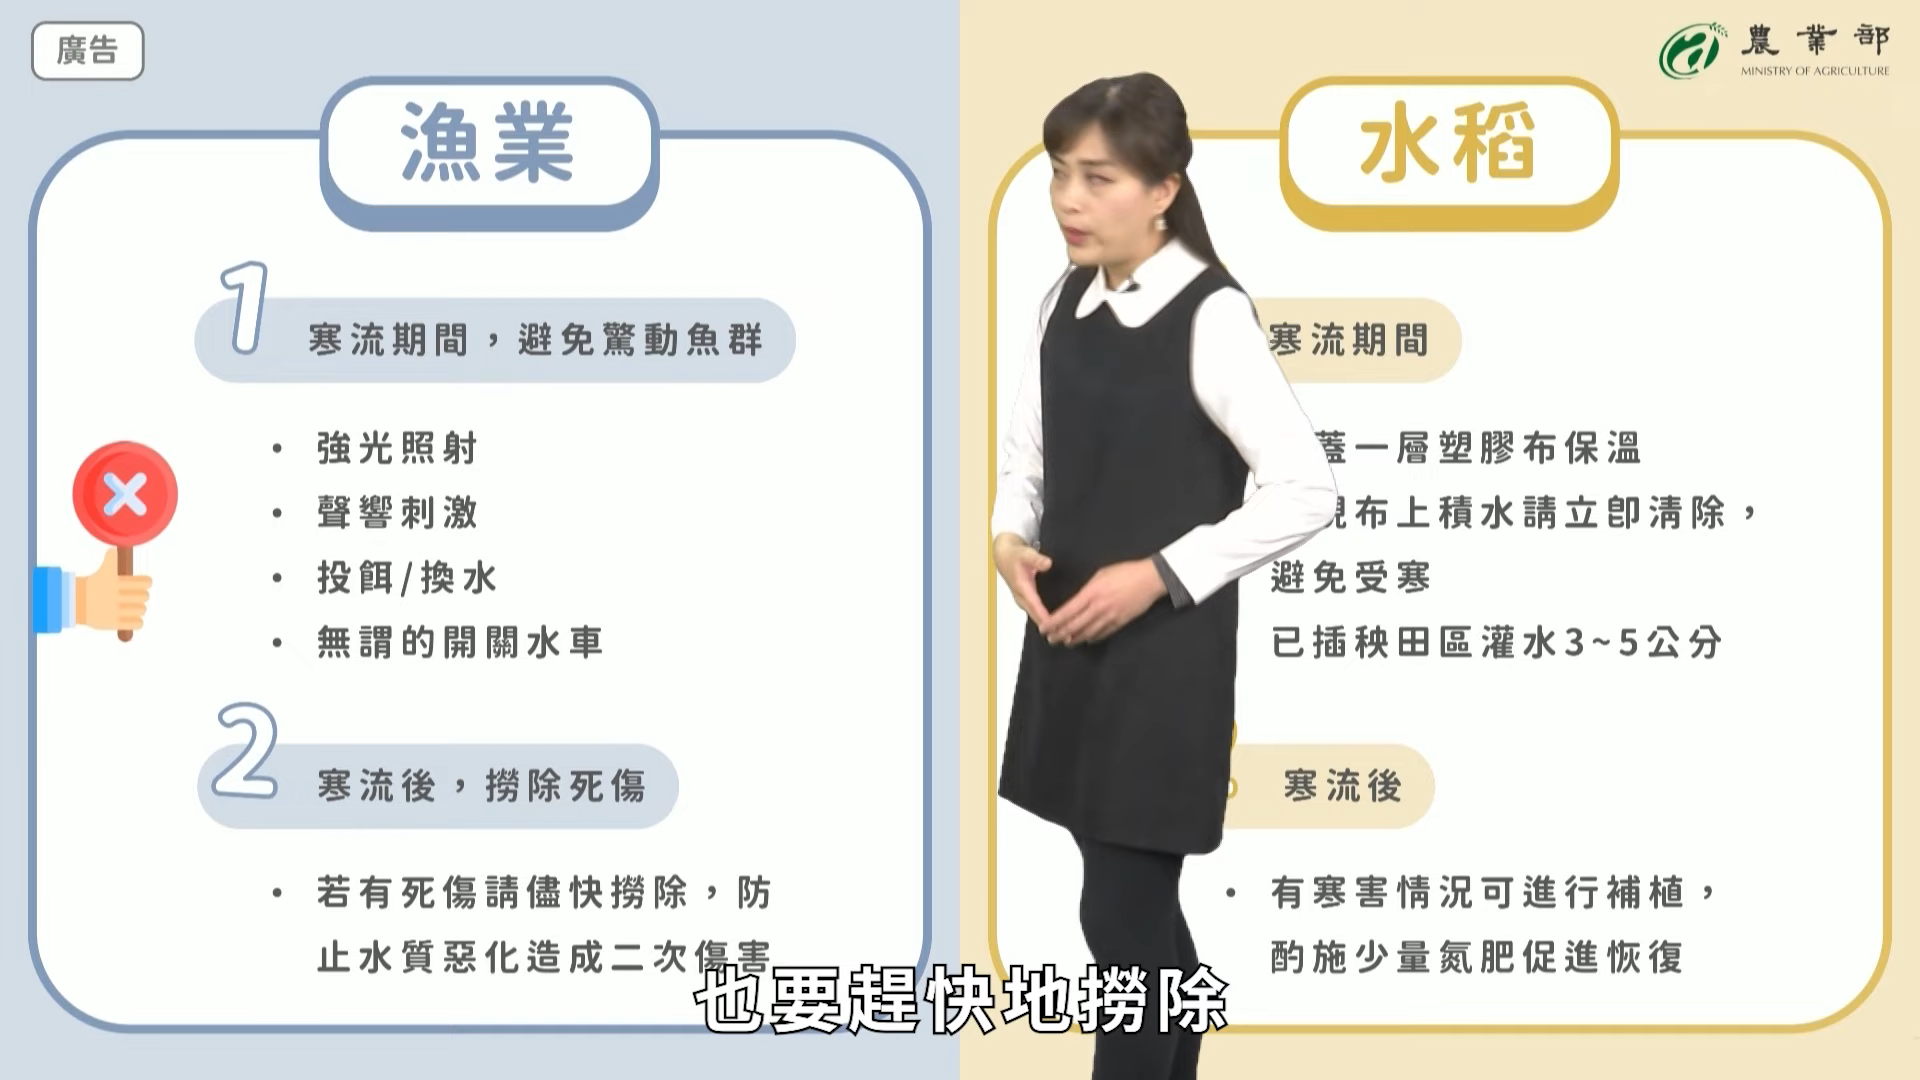 廣告
農業部
MINISTRY OF AGRICULTURE
漁業
1
寒流期間，避免驚動魚群
• 強光照射
• 聲響刺激
• 投餌/換水
• 無謂的開關水車
2
寒流後，撈除死傷
• 若有死傷請儘快撈除，防
止水質惡化造成二次傷害
水稻
寒流期間
蓋一層塑膠布保溫
布上積水請立即清除，
避免受寒
已插秧田區灌水3~5公分
寒流後
• 有寒害情況可進行補植，
酌施少量氮肥促進恢復
也要趕快地撈除